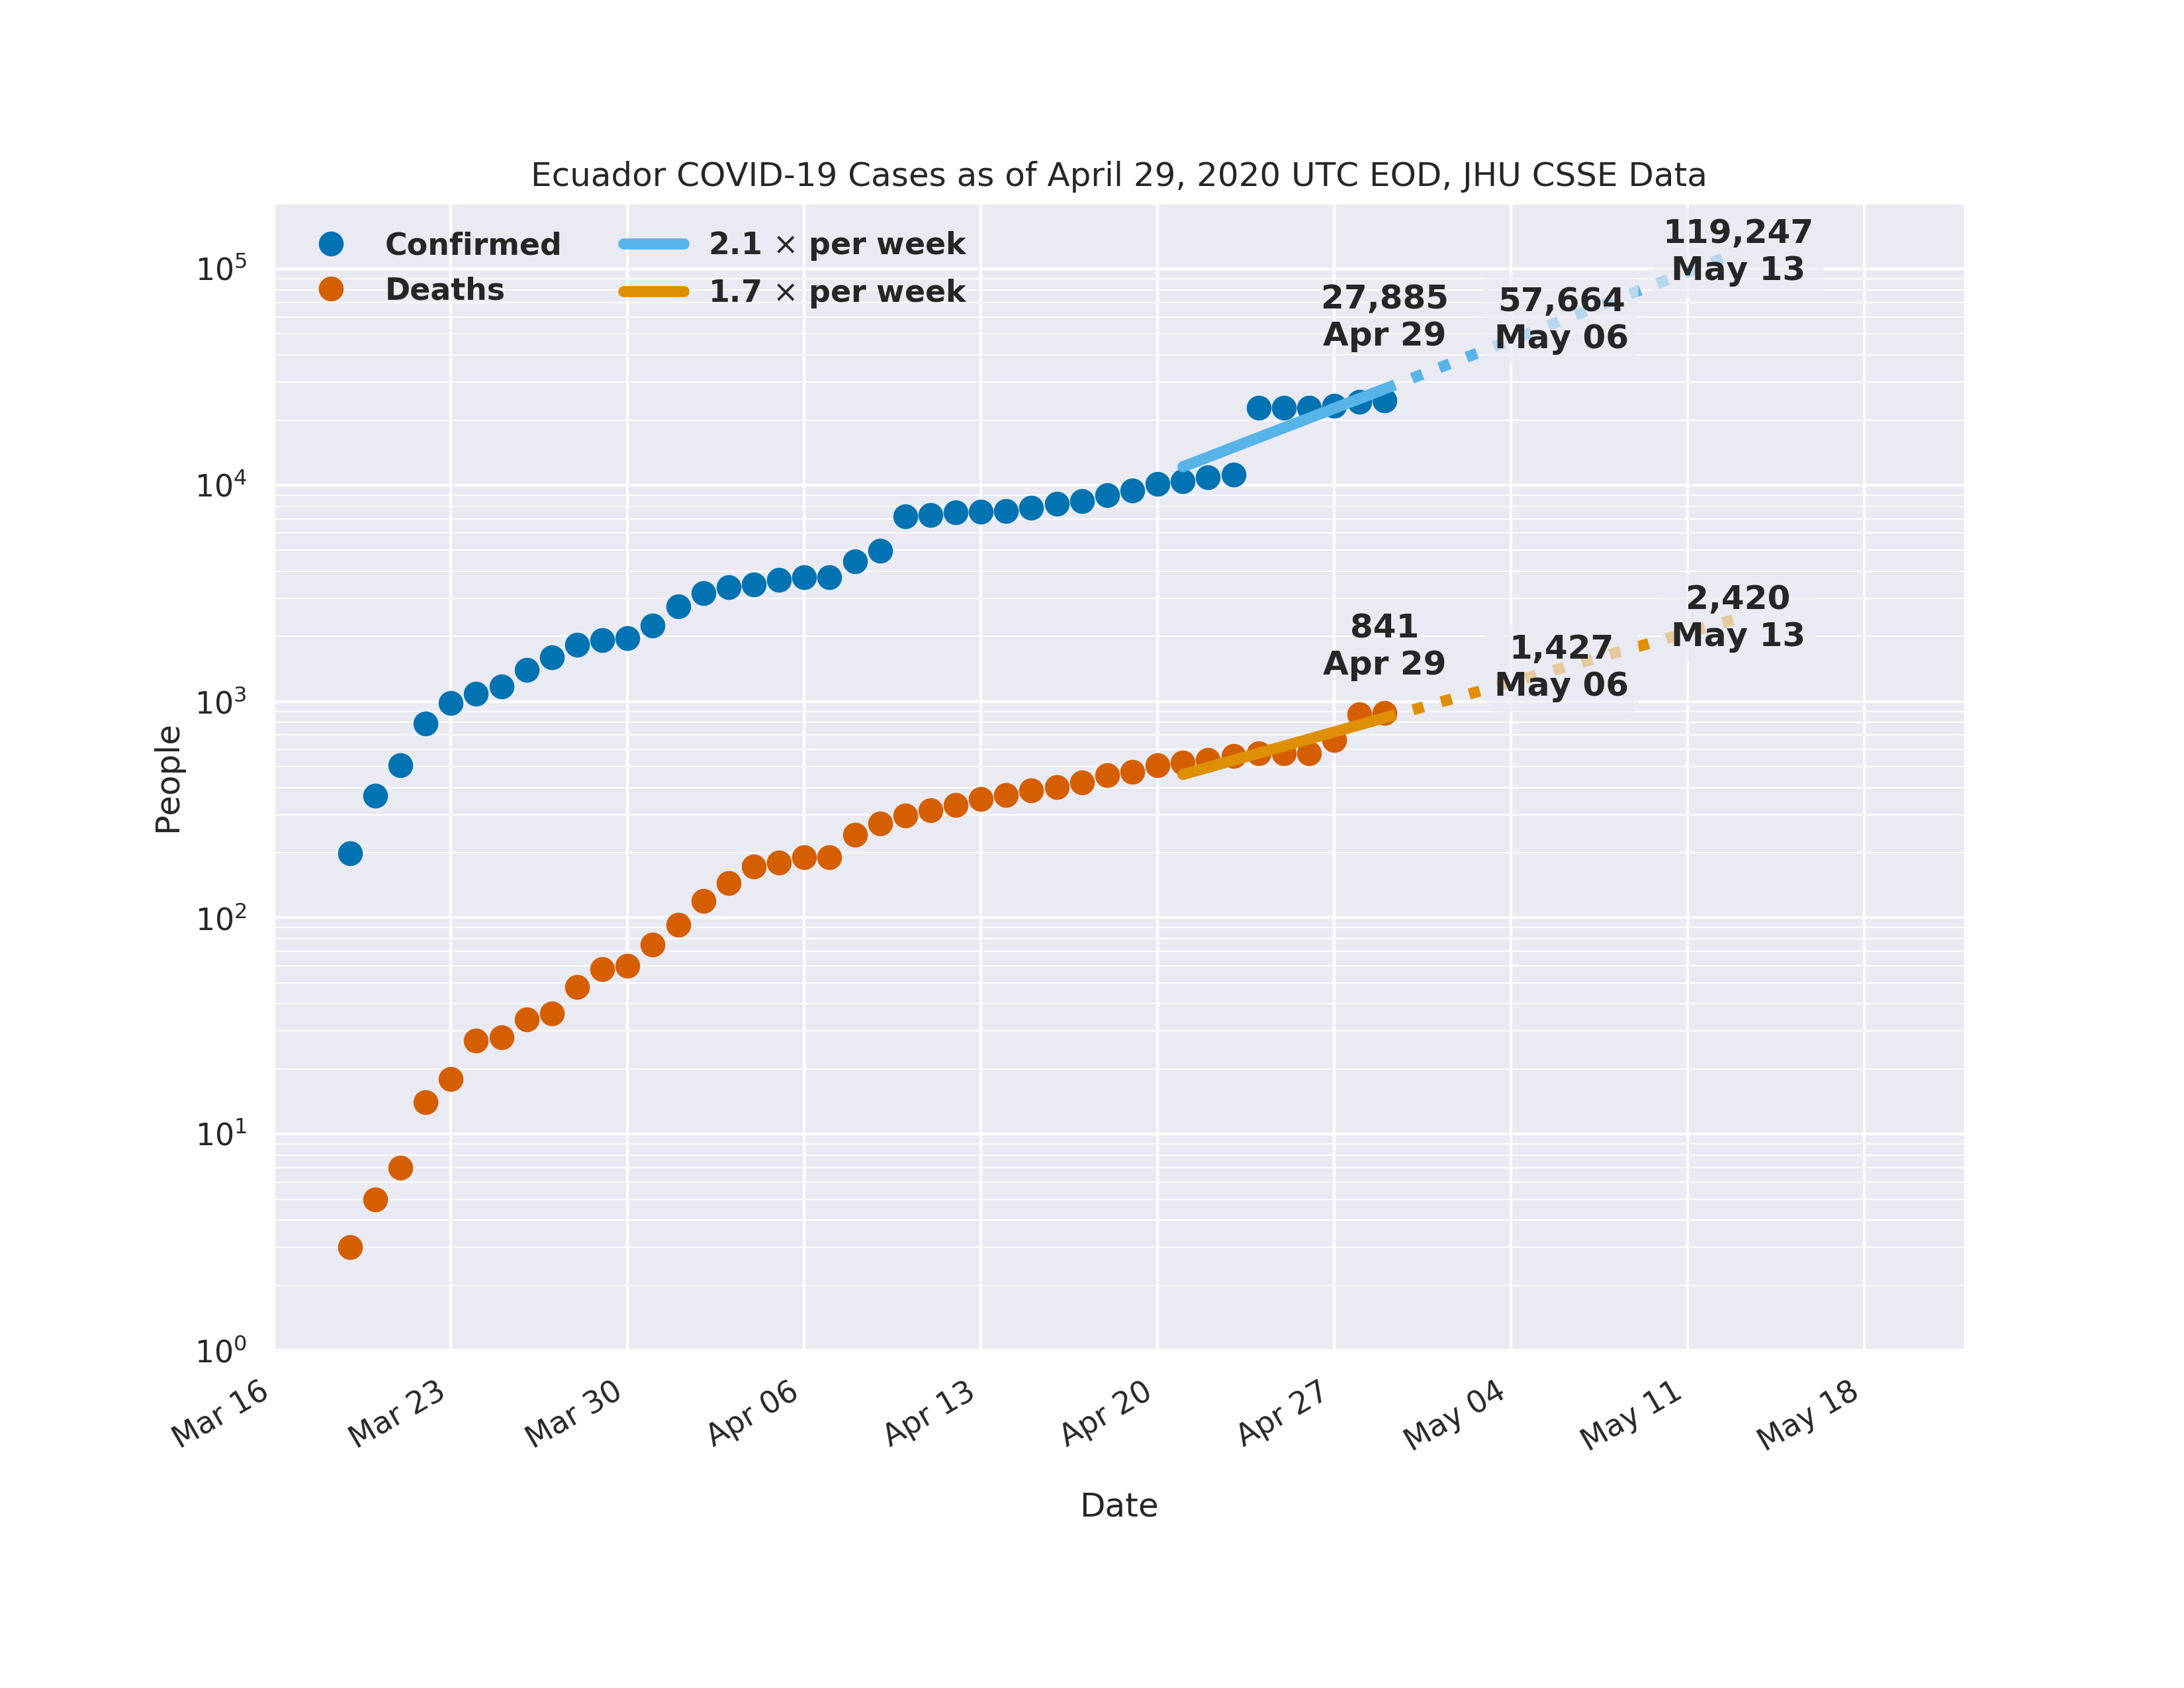 Ecuador COVID-19 Cases as of April 29, 2020 UTC EOD, JHU CSSE Data
Confirmed
Deaths
2.1 × per week
1.7 × per week
119,247
May 13
27,885
Apr 29
57,664
May 06
2,420
May 13
841
Apr 29
1,427
May 06
People
10⁵
10⁴
10³
10²
10¹
10⁰
Mar 16
Mar 23
Mar 30
Apr 06
Apr 13
Apr 20
Apr 27
May 04
May 11
May 18
Date